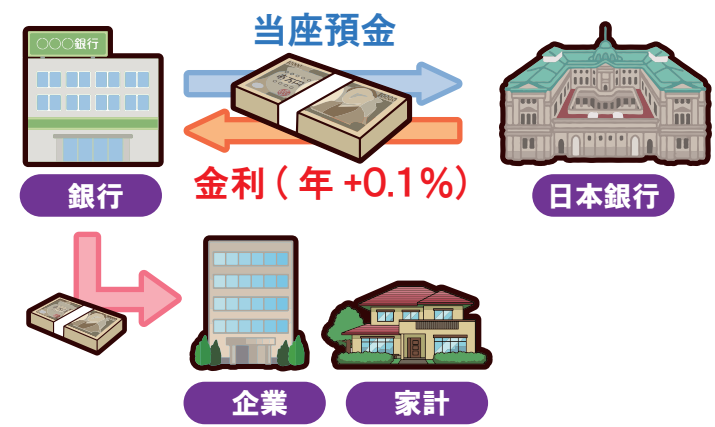 当座預金
○○○銀行
金利(年+0.1%)
銀行
日本銀行
企業
家計